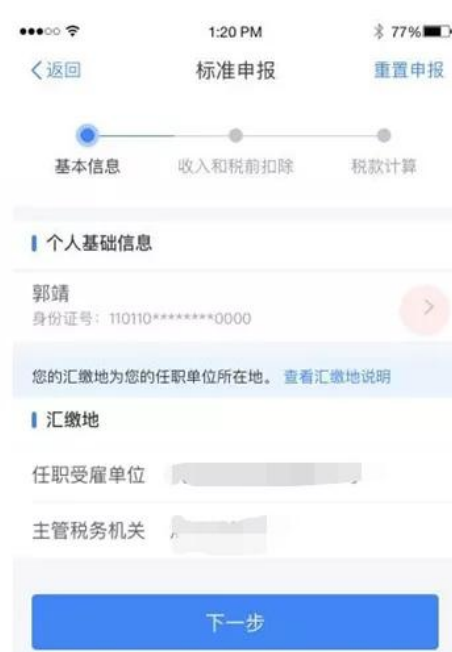 1:20 PM
77%
返回
标准申报
重置申报
基本信息
收入和税前扣除
税款计算
个人基础信息
郭靖
身份证号：110110********0000
您的汇缴地为您的任职单位所在地。 查看汇缴地说明
汇缴地
任职受雇单位
主管税务机关
下一步